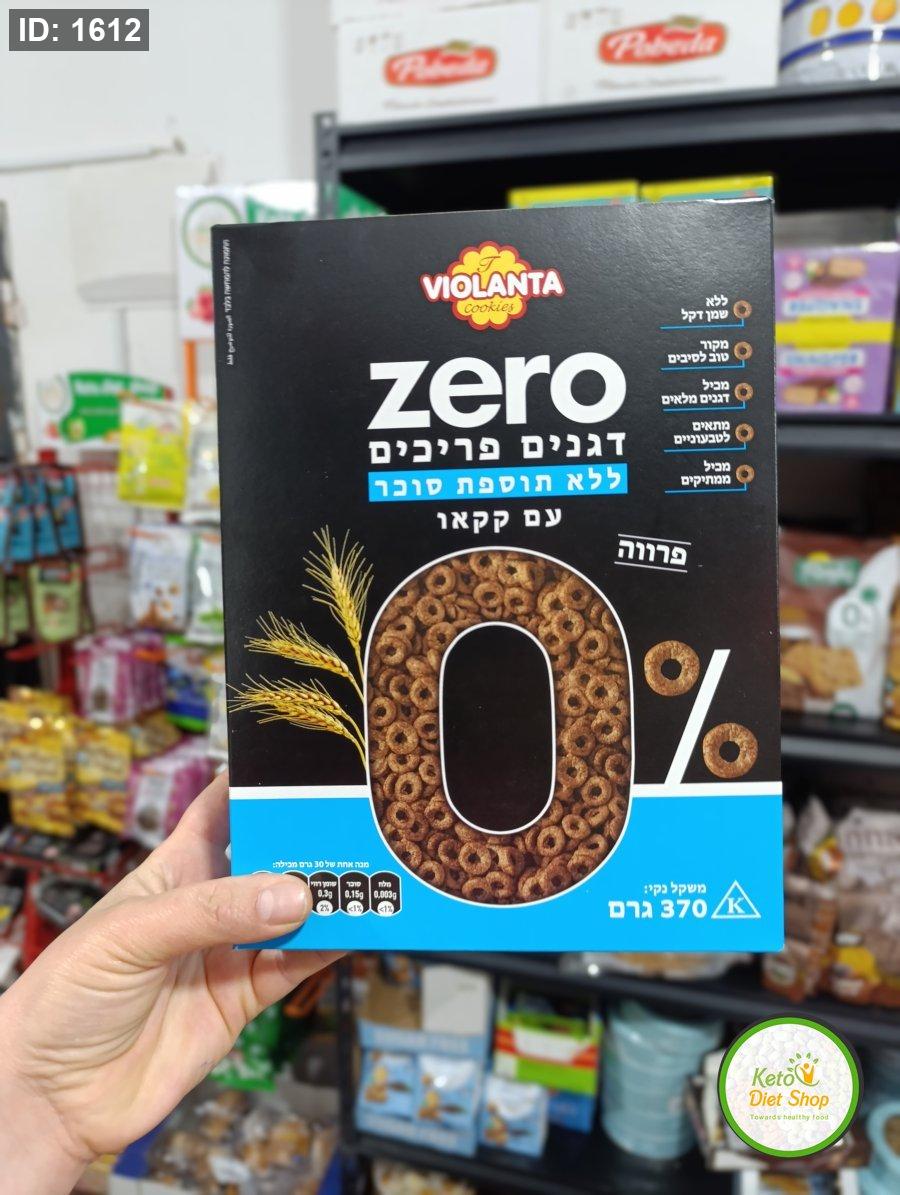 ID: 1612
Pobeda
Pobeda
VIOLANTA
Cookies
zero
דגנים פריכים
ללא תוספת סוכר
עם קקאו
ללא
שמן דקל
מקור
טוב לסיבים
מכיל
דגנים מלאים
מתאים
לטבעוניים
מכיל
ממתיקים
פרווה
0%
מנה אחת של 30 גרם מכילה:
שומן רווי
0.3g
2%
סוכר
0.15g
<1%
מלח
0,003g
<1%
משקל נקי:
370 גרם
K
Keto
Diet Shop
Towards healthy food